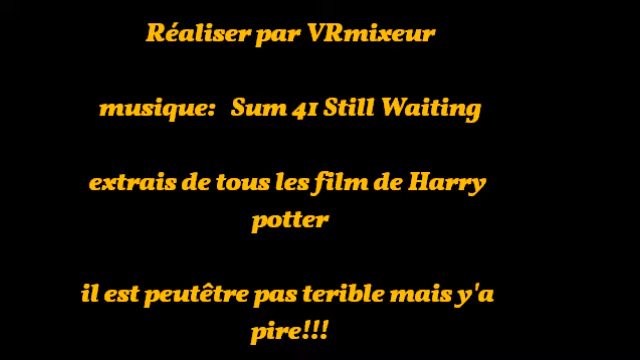 Réaliser par VRmixeur
musique: Sum 41 Still Waiting
extrais de tous les film de Harry
potter
il est peutêtre pas terible mais y'a
pire!!!